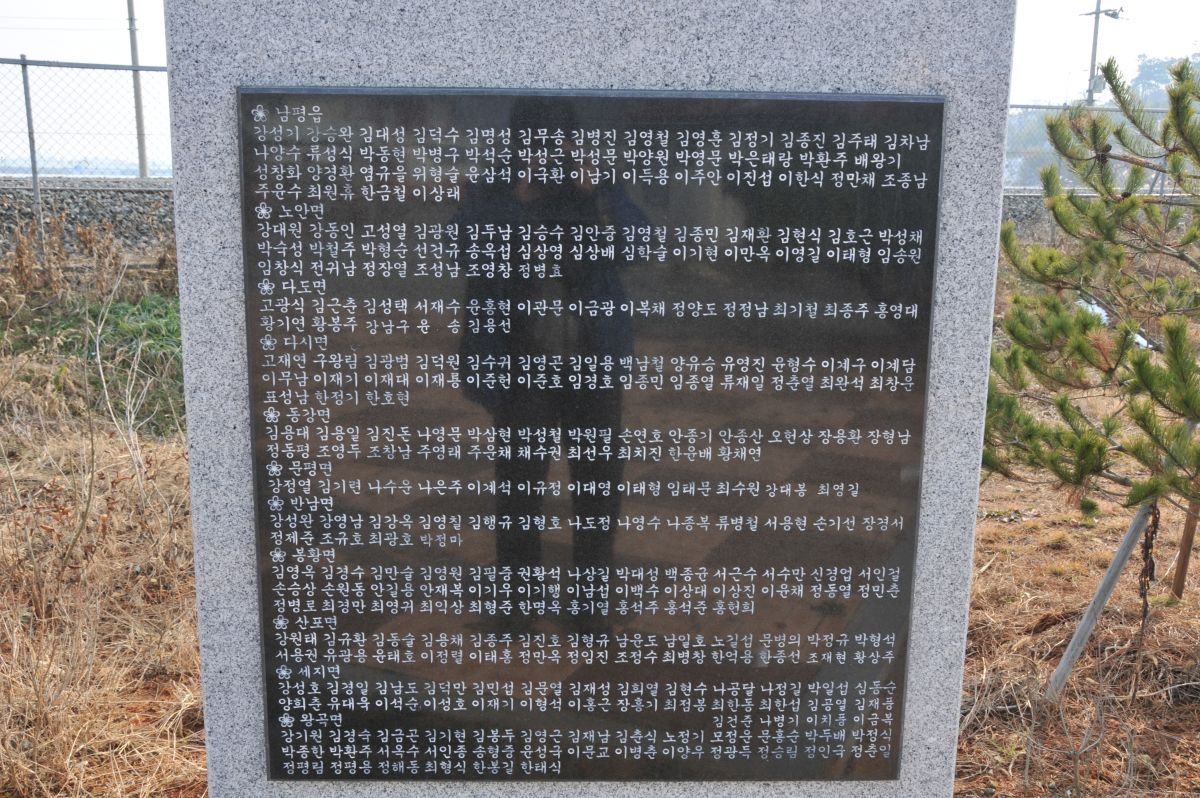 ❀ 남평읍
강성기 강승완 김대성 김덕수 김명성 김무송 김병진 김영철 김영훈 김정기 김종진 김주태 김차남
나양수 류성식 박동현 박병구 박석순 박성근 박성문 박양원 박영문 박은태랑 박확주 배왕기
성창화 양경환 염규을 위형술 윤삼석 이국환 이남기 이득용 이주안 이진섭 이한식 정만채 조종남
주윤수 최원휴 한금철 이상래
❀ 노안면
강대원 강동인 고성열 김광원 김두남 김승수 김안중 김영철 김종민 김재환 김현식 김호근 박성채
박숙성 박철주 박형순 선건규 송옥섭 심상영 심상배 심학술 이기현 이만옥 이영길 이태형 임송원
임창식 전귀남 정장열 조성남 조영창 정병효
❀ 다도면
고광식 김근춘 김성택 서재수 윤홍현 이관문 이금광 이복채 정양도 정정남 최기철 최종주 홍영대
황기연 황봉주 강남구 윤 송 김용선
❀ 다시면
고재연 구왕림 김광범 김덕원 김수귀 김영곤 김일용 백남철 양유승 유영진 윤형수 이계구 이계담
이무남 이재기 이재대 이재룡 이준헌 이준호 임경호 임종민 임종열 류재일 정춘열 최완석 최창운
표성남 한정기 한호현
❀ 동강면
김용대 김용일 김진돈 나영문 박삼현 박성철 박원필 손연호 안종기 안종산 오헌상 장용환 장형남
정동평 조영두 조창남 주영래 주운채 채수권 최선우 최치진 한윤배 황채연
❀ 문평면
강정열 김기련 나수운 나은주 이계석 이규정 이대영 이태형 임태문 최수원 강대봉 최영길
❀ 반남면
강성완 강영남 김강옥 김영칠 김행규 김형호 나도정 나영수 나종복 류병철 서용현 손기선 장경서
정제준 조규호 최광호 박정마
❀ 봉황면
김영옥 김경수 김만술 김영원 김필중 권황석 나상길 박대성 백종군 서근수 서수만 신경업 서인걸
손승상 손원동 안길용 안재복 이기우 이기행 이남섭 이백수 이상대 이상진 이윤채 정동열 정민춘
정병로 최경만 최영귀 최익상 최형준 한명옥 홍기열 홍석주 홍석준 홍헌희
❀ 산포면
강원태 김규환 김동술 김용채 김종주 김진호 김형규 남윤도 남일호 노길섭 문병의 박정규 박형석
서용권 유광용 윤태호 이정렬 이태홍 정만옥 정임진 조정수 최병창 한억용 한종선 조재현 황상주
❀ 세지면
강성호 김경일 김남도 김덕만 김민섭 김문열 김재성 김희열 김현수 나공달 나정길 박일섭 심동순
양희춘 유대욱 이석순 이성호 이재기 이형석 이홍근 장흥기 최정봉 최한동 최한섭 김공열 김재풍
❀ 왕곡면 김건준 나병기 이치풍 이금복
강기원 김경숙 김금곤 김기현 김봉두 김영근 김재남 김춘식 노정기 모정운 문홍순 박두배 박정식
박종한 박환주 서옥수 서인종 송형중 윤성국 이문교 이병춘 이양우 정광득 정승림 정인국 정춘일
정평림 정평용 정해동 최형식 한봉길 한태식